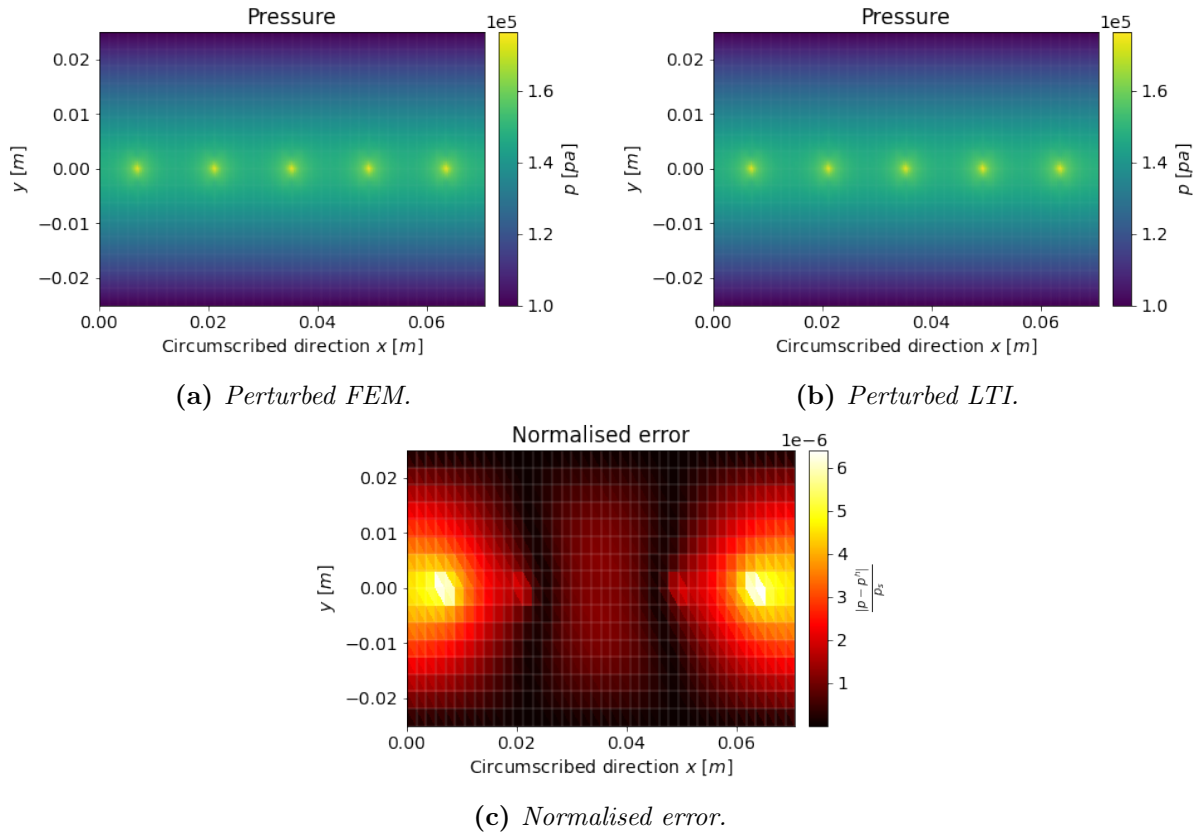 Pressure
1e5
0.02
0.01
0.00
−0.01
−0.02
y [m]
0.00
0.02
0.04
0.06
Circumscribed direction x [m]
1.6
1.4
1.2
1.0
p [pa]
(a) Perturbed FEM.
Pressure
1e5
0.02
0.01
0.00
−0.01
−0.02
y [m]
0.00
0.02
0.04
0.06
Circumscribed direction x [m]
1.6
1.4
1.2
1.0
p [pa]
(b) Perturbed LTI.
Normalised error
1e−6
0.02
0.01
0.00
−0.01
−0.02
y [m]
0.00
0.02
0.04
0.06
Circumscribed direction x [m]
6
5
4
3
2
1
|p − pʰ|
pₛ
(c) Normalised error.